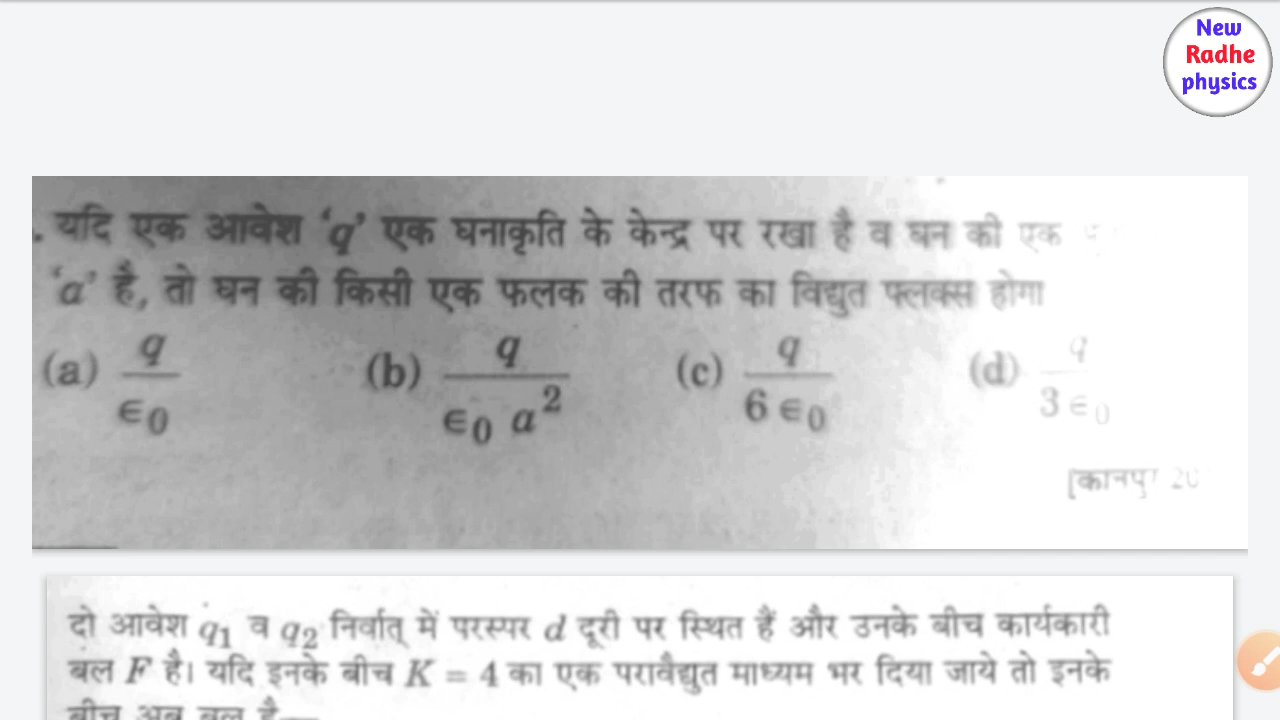 New
Radhe
physics
. यदि एक आवेश ‘q’ एक घनाकृति के केन्द्र पर रखा है व घन की एक
‘a’ है, तो घन की किसी एक फलक की तरफ का विद्युत फ्लक्स होगा
(a) q/∈0 (b) q/∈0 a² (c) q/6 ∈0 (d) q/3 ∈0
दो आवेश q1 व q2 निर्वात् में परस्पर d दूरी पर स्थित हैं और उनके बीच कार्यकारी
बल F है। यदि इनके बीच K = 4 का एक परावैद्युत माध्यम भर दिया जाये तो इनके
बीच अब बल है